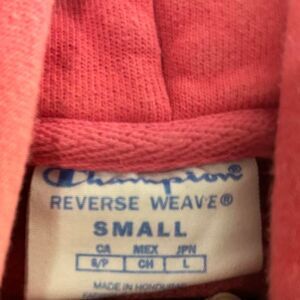 Champion
REVERSE WEAVE®
SMALL
CA MEX JPN
S/P CH L
MADE IN HONDURAS